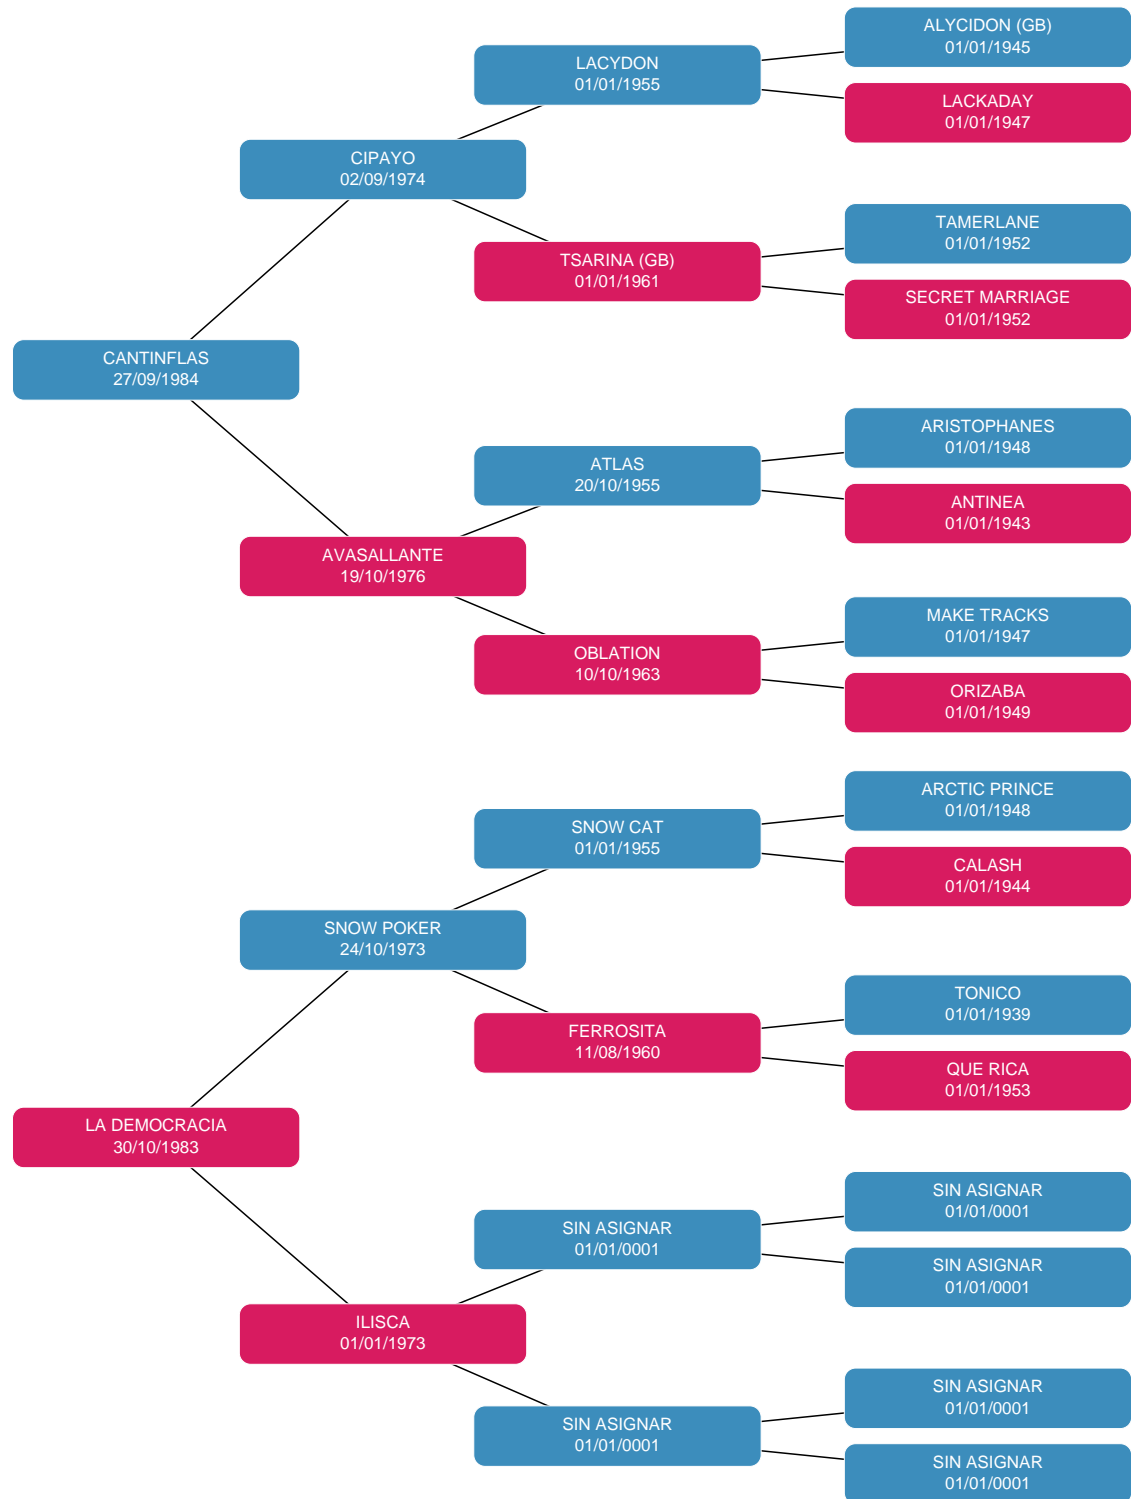 ALYCIDON (GB)
01/01/1945
LACYDON
01/01/1955
LACKADAY
01/01/1947
CIPAYO
02/09/1974
TAMERLANE
01/01/1952
TSARINA (GB)
01/01/1961
SECRET MARRIAGE
01/01/1952
CANTINFLAS
27/09/1984
ARISTOPHANES
01/01/1948
ATLAS
20/10/1955
ANTINEA
01/01/1943
AVASALLANTE
19/10/1976
MAKE TRACKS
01/01/1947
OBLATION
10/10/1963
ORIZABA
01/01/1949
ARCTIC PRINCE
01/01/1948
SNOW CAT
01/01/1955
CALASH
01/01/1944
SNOW POKER
24/10/1973
TONICO
01/01/1939
FERROSITA
11/08/1960
QUE RICA
01/01/1953
LA DEMOCRACIA
30/10/1983
SIN ASIGNAR
01/01/0001
SIN ASIGNAR
01/01/0001
SIN ASIGNAR
01/01/0001
ILISCA
01/01/1973
SIN ASIGNAR
01/01/0001
SIN ASIGNAR
01/01/0001
SIN ASIGNAR
01/01/0001